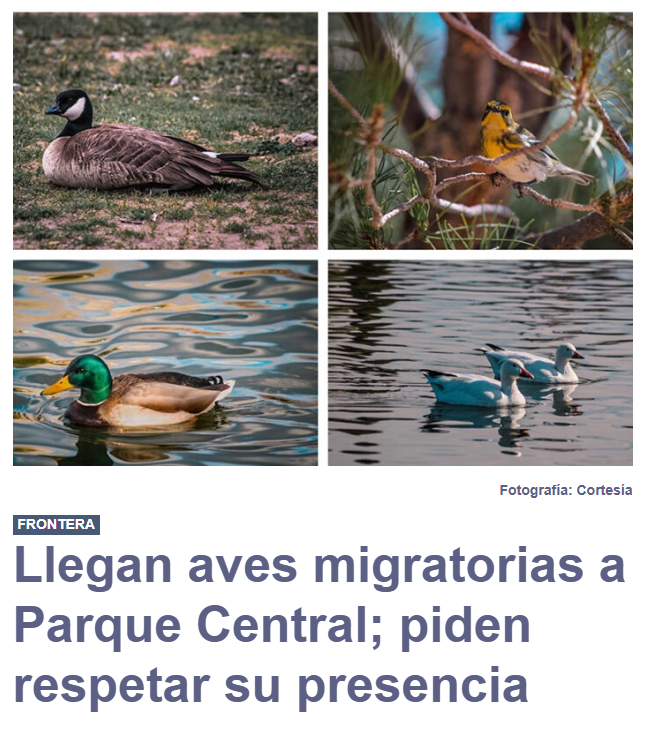 Fotografía: Cortesía
FRONTERA
Llegan aves migratorias a
Parque Central; piden
respetar su presencia